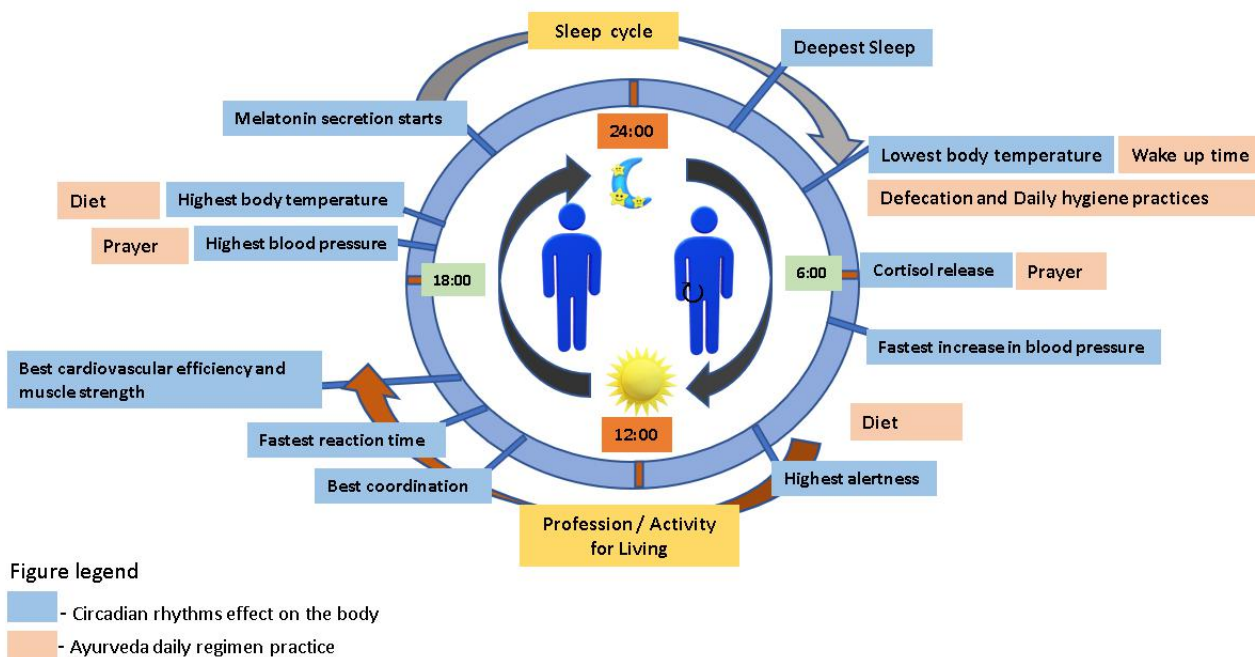 Sleep cycle
Deepest Sleep
Melatonin secretion starts
24:00
Lowest body temperature
Wake up time
Diet
Highest body temperature
Defecation and Daily hygiene practices
Prayer
Highest blood pressure
18:00
6:00
Cortisol release
Prayer
Fastest increase in blood pressure
Best cardiovascular efficiency and
muscle strength
Diet
Fastest reaction time
12:00
Best coordination
Highest alertness
Profession / Activity
for Living
Figure legend
- Circadian rhythms effect on the body
- Ayurveda daily regimen practice